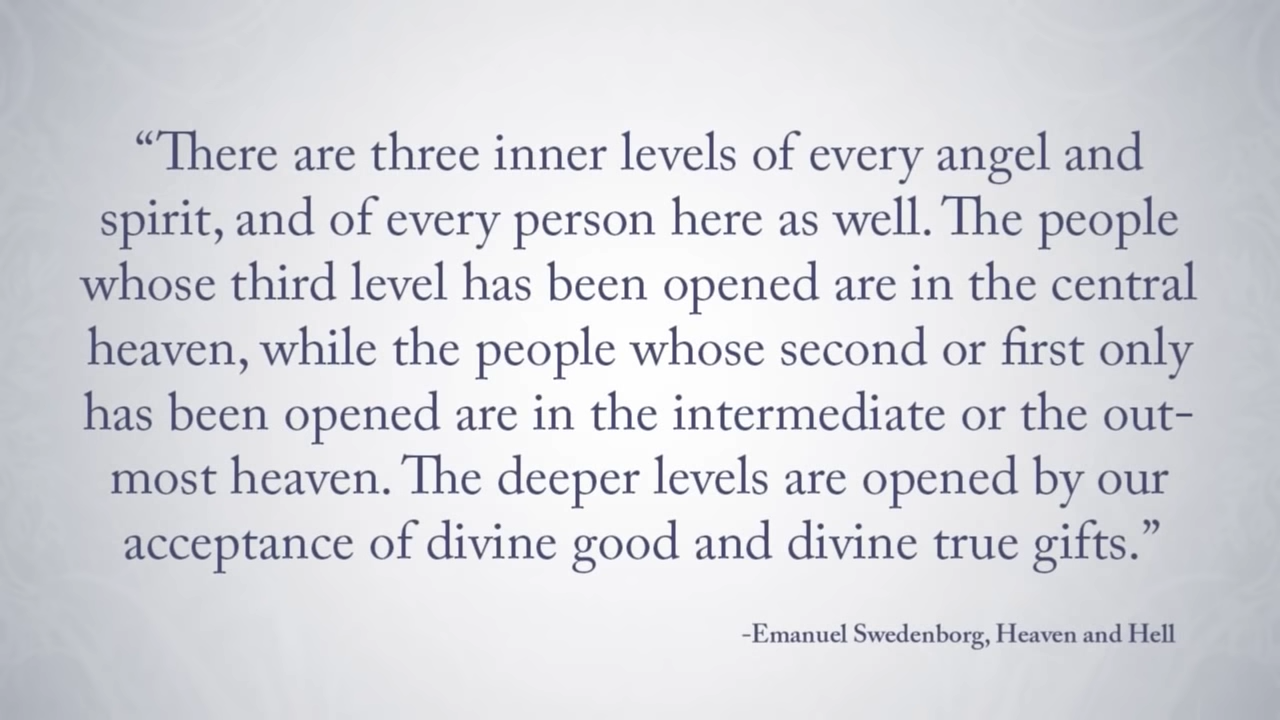 “There are three inner levels of every angel and
spirit, and of every person here as well. The people
whose third level has been opened are in the central
heaven, while the people whose second or first only
has been opened are in the intermediate or the out-
most heaven. The deeper levels are opened by our
acceptance of divine good and divine true gifts.”
-Emanuel Swedenborg, Heaven and Hell